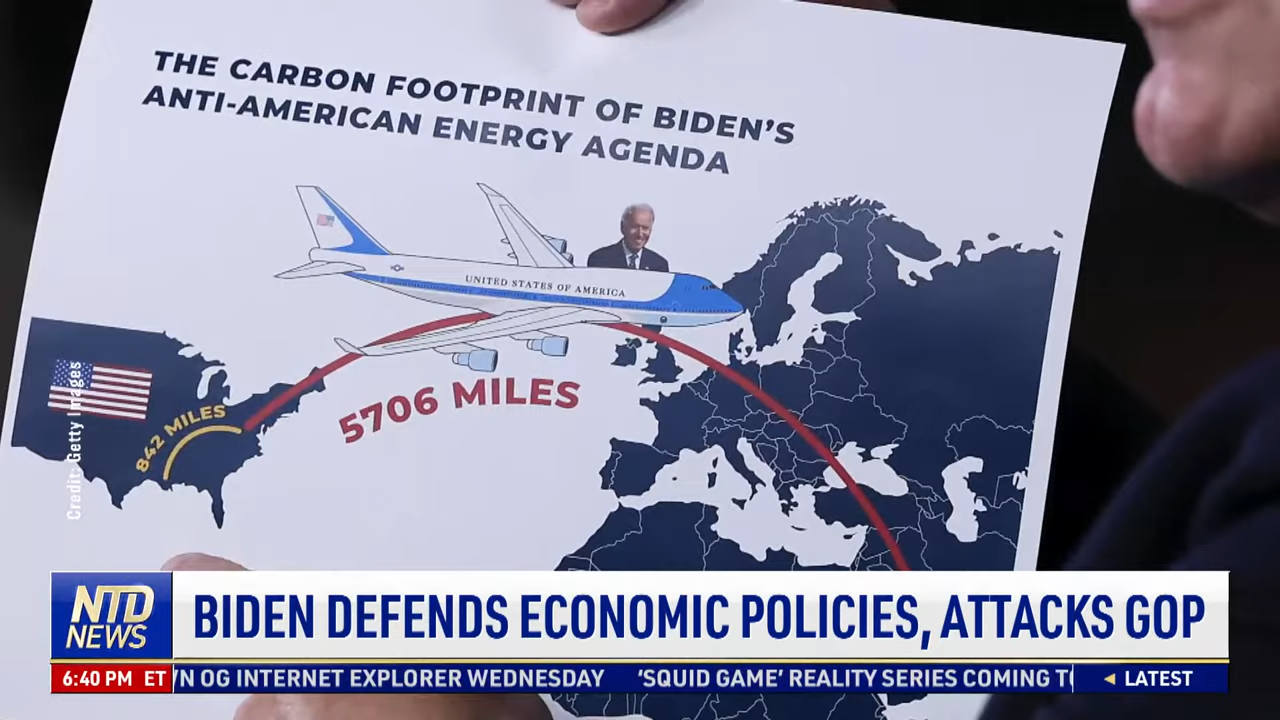 THE CARBON FOOTPRINT OF BIDEN'S
ANTI-AMERICAN ENERGY AGENDA
UNITED STATES OF AMERICA
5706 MILES
842 MILES
Credit: Getty Images
NTD
NEWS
BIDEN DEFENDS ECONOMIC POLICIES, ATTACKS GOP
6:40 PM ET
OG INTERNET EXPLORER WEDNESDAY 'SQUID GAME' REALITY SERIES COMING
◄ LATEST